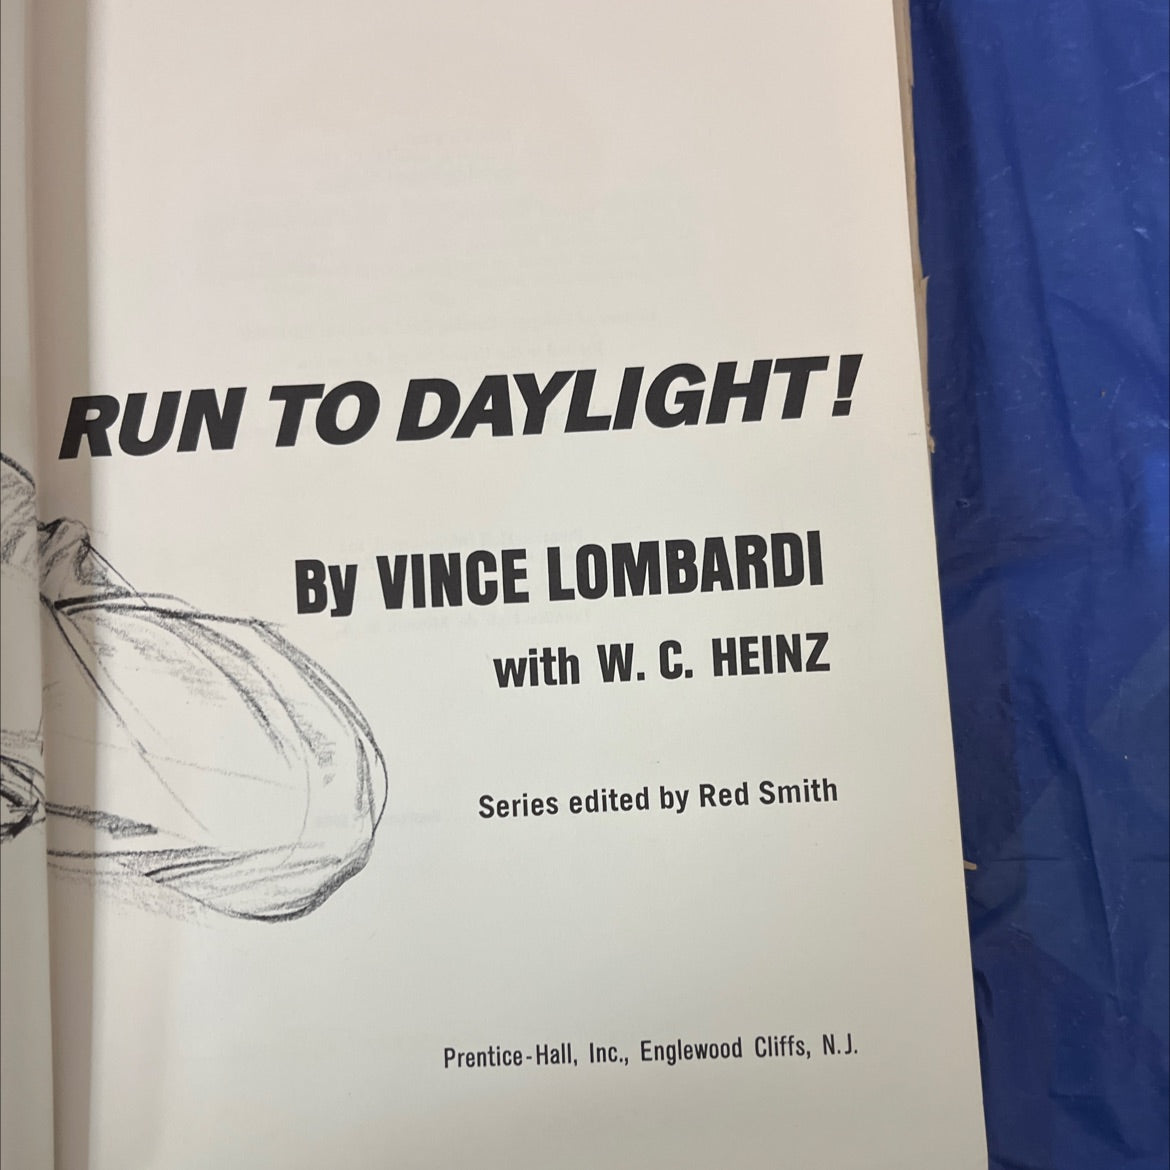 RUN TO DAYLIGHT!
By VINCE LOMBARDI
with W. C. HEINZ
Series edited by Red Smith
Prentice-Hall, Inc., Englewood Cliffs, N.J.